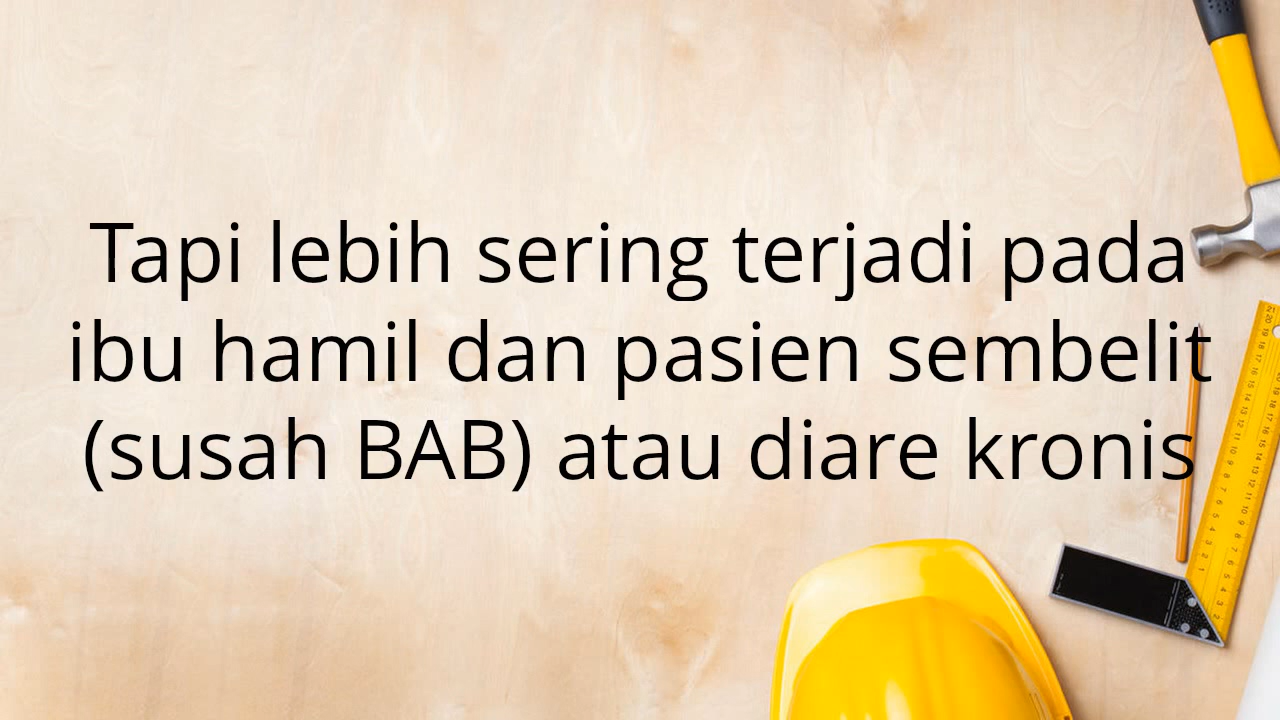 Tapi lebih sering terjadi pada
ibu hamil dan pasien sembelit
(susah BAB) atau diare kronis